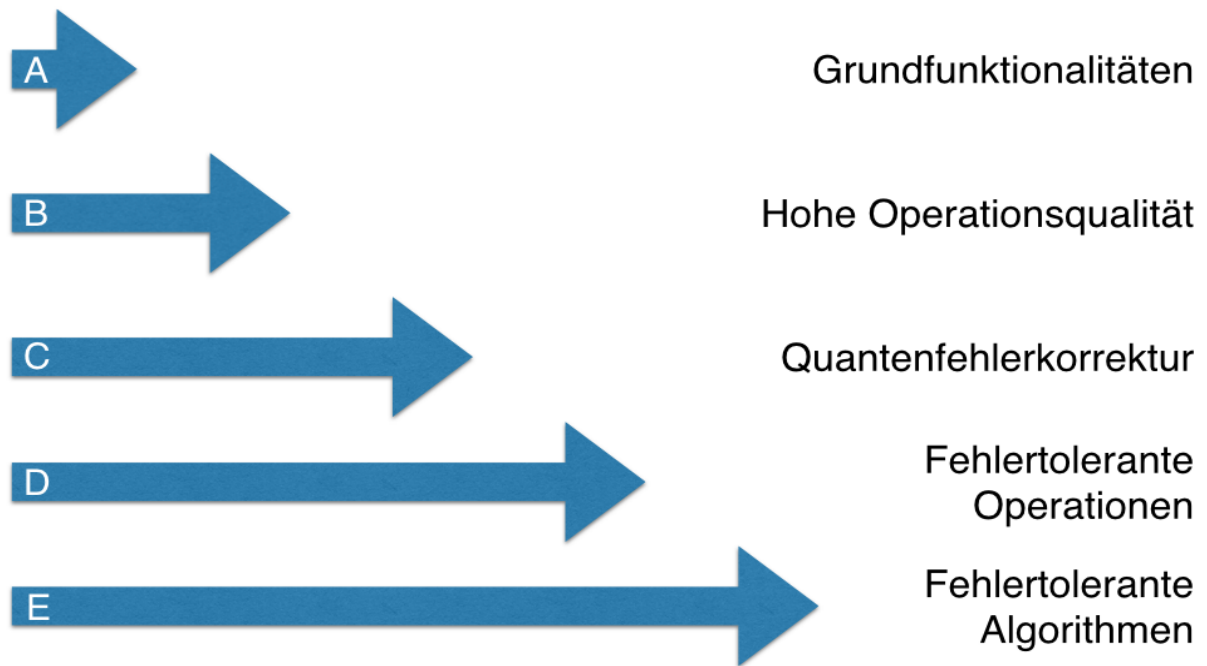 A
Grundfunktionalitäten
B
Hohe Operationsqualität
C
Quantenfehlerkorrektur
D
Fehlertolerante
Operationen
E
Fehlertolerante
Algorithmen